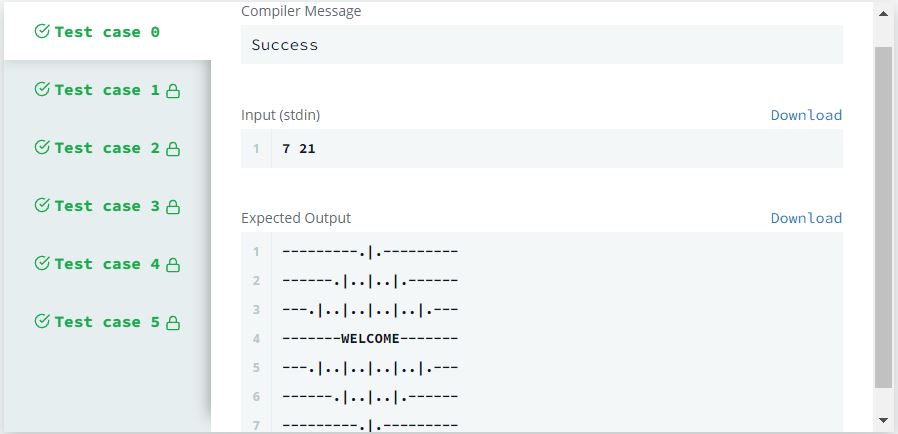 Compiler Message
Test case 0
Success
Test case 1
Input (stdin) Download
Test case 2
1 7 21
Test case 3
Expected Output Download
Test case 4
1 ---------.|.---------
2 ------.|..|..|.------
3 ---.|..|..|..|..|.---
Test case 5
4 -------WELCOME-------
5 ---.|..|..|..|..|.---
6 ------.|..|..|.------
7 ---------.|.---------